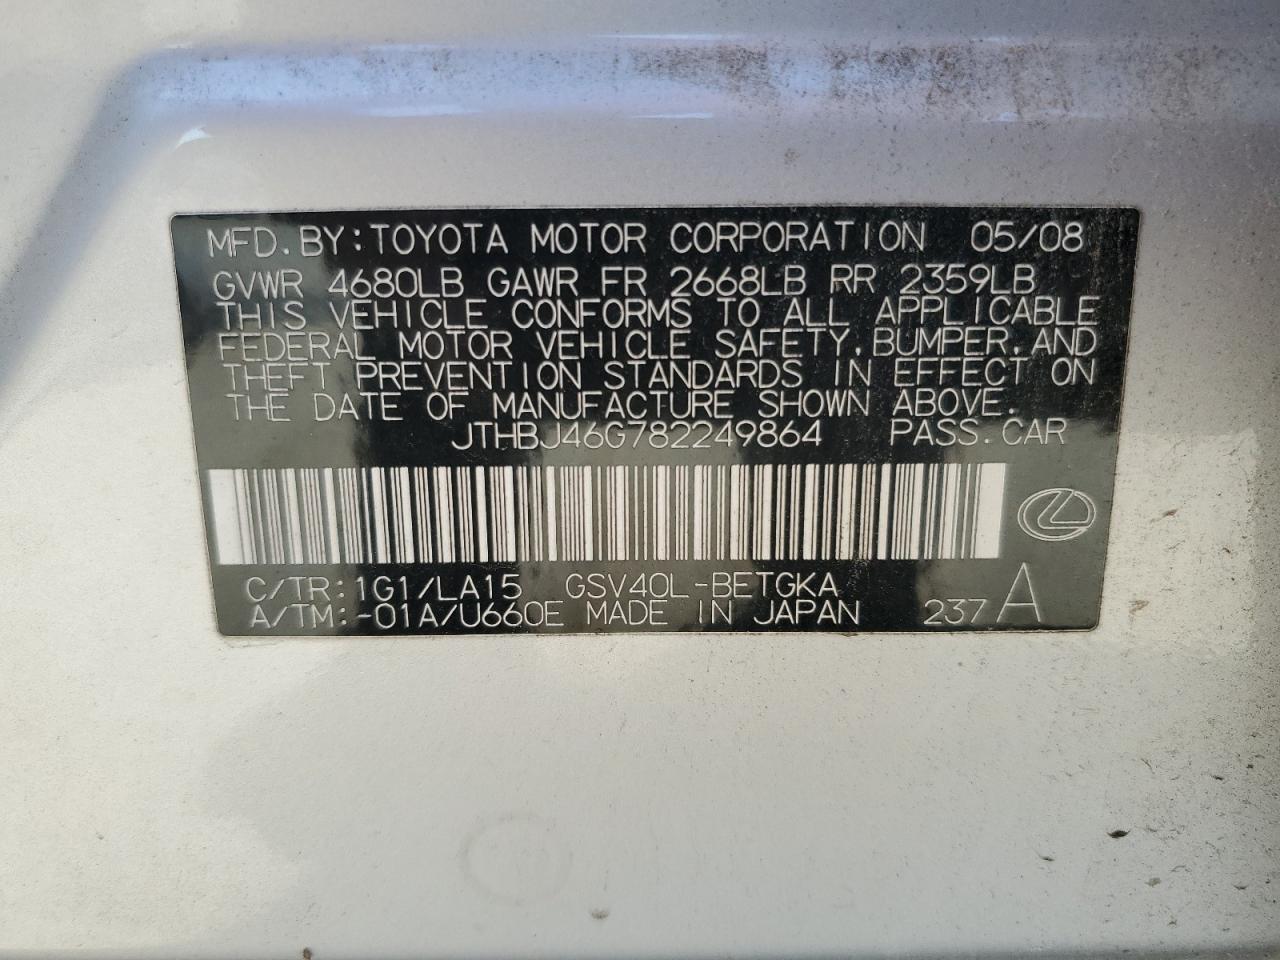 MFD. BY: TOYOTA MOTOR CORPORATION 05/08
GVWR 4680LB GAWR FR 2668LB RR 2359LB
THIS VEHICLE CONFORMS TO ALL APPLICABLE
FEDERAL MOTOR VEHICLE SAFETY, BUMPER, AND
THEFT PREVENTION STANDARDS IN EFFECT ON
THE DATE OF MANUFACTURE SHOWN ABOVE.
JTHBJ46G782249864 PASS. CAR
C/TR: 1G1/LA15 GSV40L-BETGKA
A/TM: -01A/U660E MADE IN JAPAN 237 A